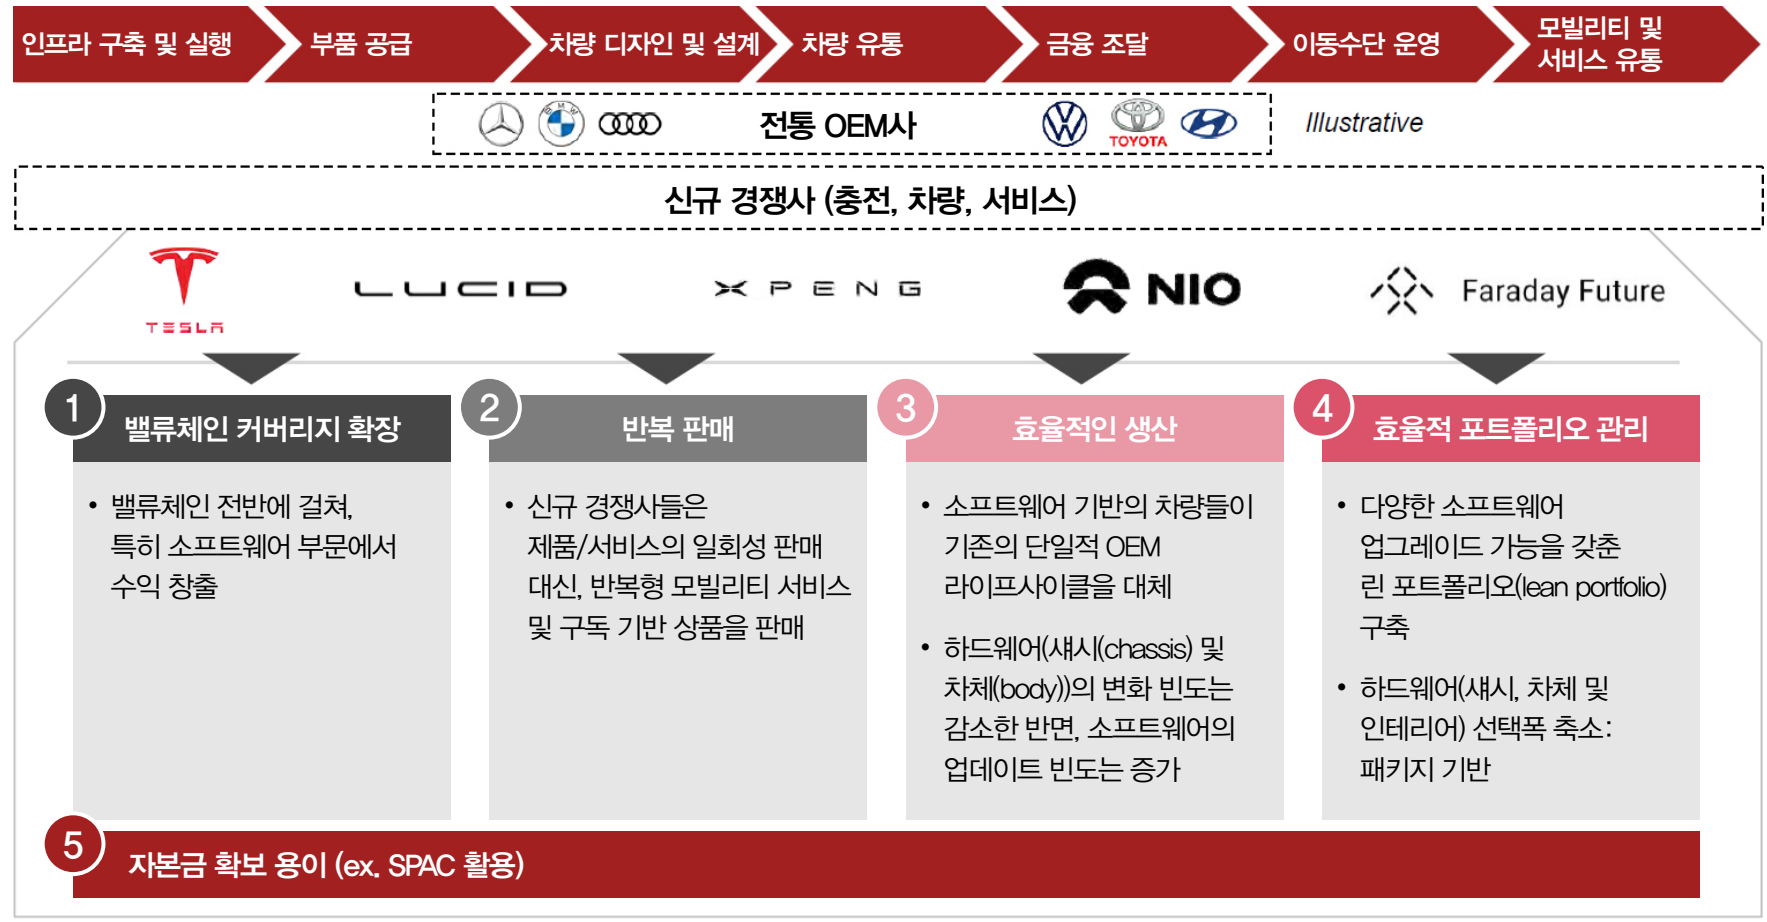 인프라 구축 및 실행
부품 공급
차량 디자인 및 설계
차량 유통
금융 조달
이동수단 운영
모빌리티 및
서비스 유통
BMW
전통 OEM사
TOYOTA
Illustrative
신규 경쟁사 (충전, 차량, 서비스)
TESLA
LUCID
XPENG
NIO
Faraday Future
1
밸류체인 커버리지 확장
• 밸류체인 전반에 걸쳐,
특히 소프트웨어 부문에서
수익 창출
2
반복 판매
• 신규 경쟁사들은
제품/서비스의 일회성 판매
대신, 반복형 모빌리티 서비스
및 구독 기반 상품을 판매
3
효율적인 생산
• 소프트웨어 기반의 차량들이
기존의 단일적 OEM
라이프사이클을 대체
• 하드웨어(섀시(chassis) 및
차체(body))의 변화 빈도는
감소한 반면, 소프트웨어의
업데이트 빈도는 증가
4
효율적 포트폴리오 관리
• 다양한 소프트웨어
업그레이드 가능을 갖춘
린 포트폴리오(lean portfolio)
구축
• 하드웨어(섀시, 차체 및
인테리어) 선택폭 축소:
패키지 기반
5
자본금 확보 용이 (ex. SPAC 활용)